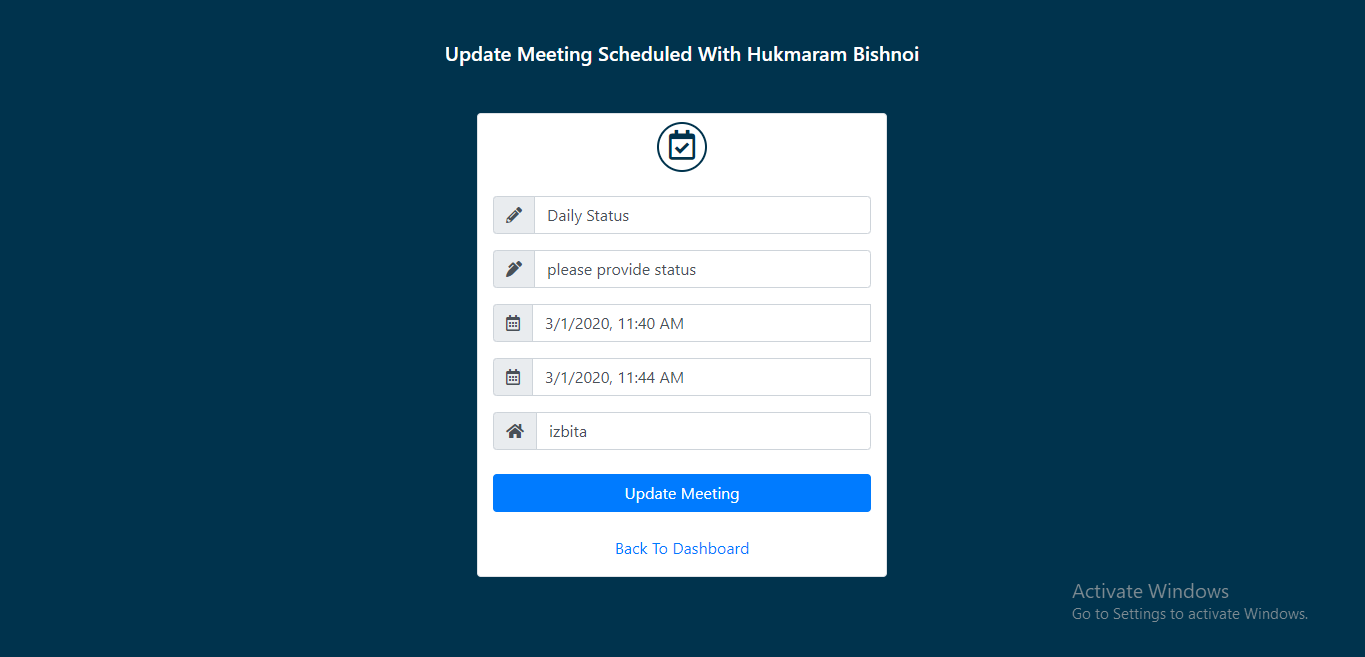 Update Meeting Scheduled With Hukmaram Bishnoi
Daily Status
please provide status
3/1/2020, 11:40 AM
3/1/2020, 11:44 AM
izbita
Update Meeting
Back To Dashboard
Activate Windows
Go to Settings to activate Windows.